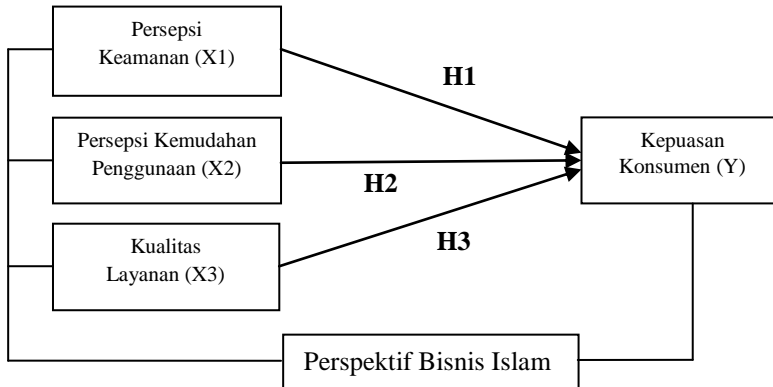 Persepsi
Keamanan (X1)
H1
Persepsi Kemudahan
Penggunaan (X2)
Kepuasan
Konsumen (Y)
H2
Kualitas
Layanan (X3)
H3
Perspektif Bisnis Islam